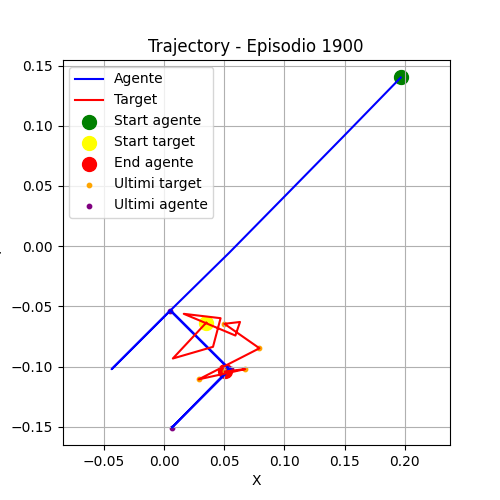 Trajectory - Episodio 1900
Agente
Target
Start agente
Start target
End agente
Ultimi target
Ultimi agente
0.15
0.10
0.05
0.00
−0.05
−0.10
−0.15
−0.05 0.00 0.05 0.10 0.15 0.20
X